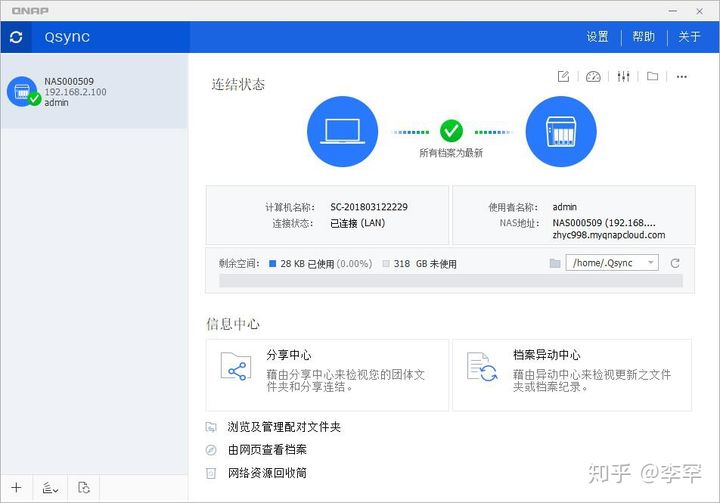 QNAP
Qsync
设置
帮助
关于
NAS000509
192.168.2.100
admin
连结状态
所有档案为最新
计算机名称: SC-201803122229
连接状态: 已连接 (LAN)
使用者名称: admin
NAS地址: NAS000509 (192.168....
zhyc998.myqnapcloud.com
剩余空间: 28 KB 已使用 (0.00%) 318 GB 未使用
/home/.Qsync
信息中心
分享中心
藉由分享中心来检视您的团体文
件夹和分享连结。
档案异动中心
藉由异动中心来检视更新之文件
夹或档案纪录。
浏览及管理配对文件夹
由网页查看档案
网络资源回收筒
知乎 @李罕